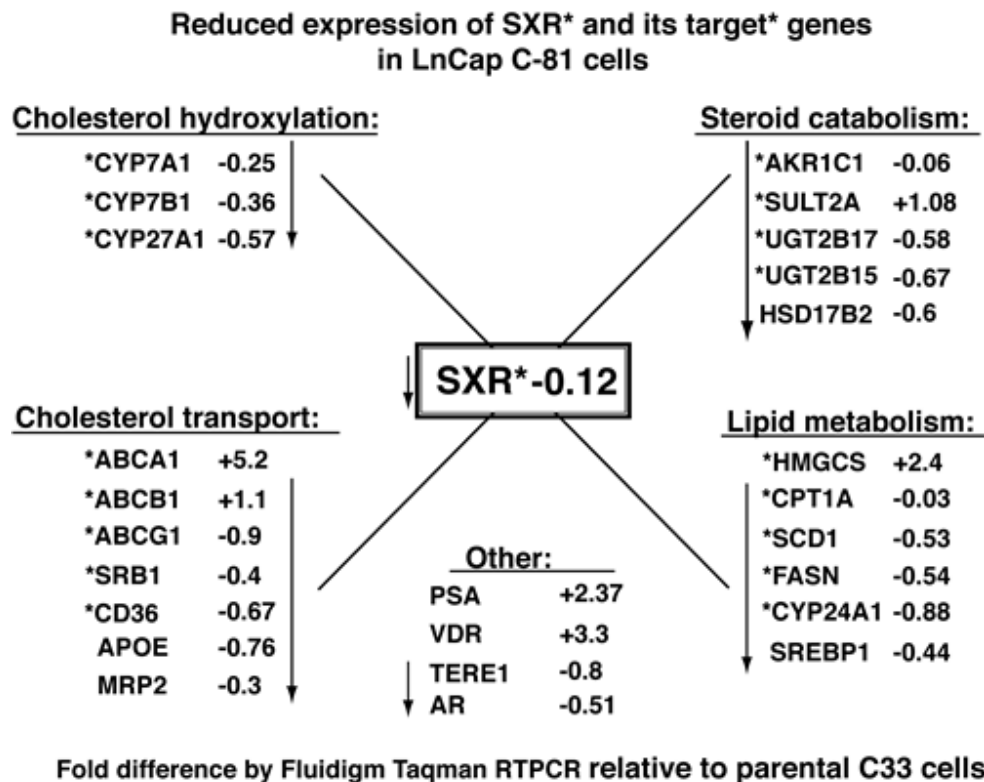 Reduced expression of SXR* and its target* genes
in LnCap C-81 cells
Cholesterol hydroxylation:
*CYP7A1 -0.25
*CYP7B1 -0.36
*CYP27A1 -0.57
Steroid catabolism:
*AKR1C1 -0.06
*SULT2A +1.08
*UGT2B17 -0.58
*UGT2B15 -0.67
HSD17B2 -0.6
SXR*-0.12
Cholesterol transport:
*ABCA1 +5.2
*ABCB1 +1.1
*ABCG1 -0.9
*SRB1 -0.4
*CD36 -0.67
APOE -0.76
MRP2 -0.3
Other:
PSA +2.37
VDR +3.3
TERE1 -0.8
AR -0.51
Lipid metabolism:
*HMGCS +2.4
*CPT1A -0.03
*SCD1 -0.53
*FASN -0.54
*CYP24A1 -0.88
SREBP1 -0.44
Fold difference by Fluidigm Taqman RTPCR relative to parental C33 cells